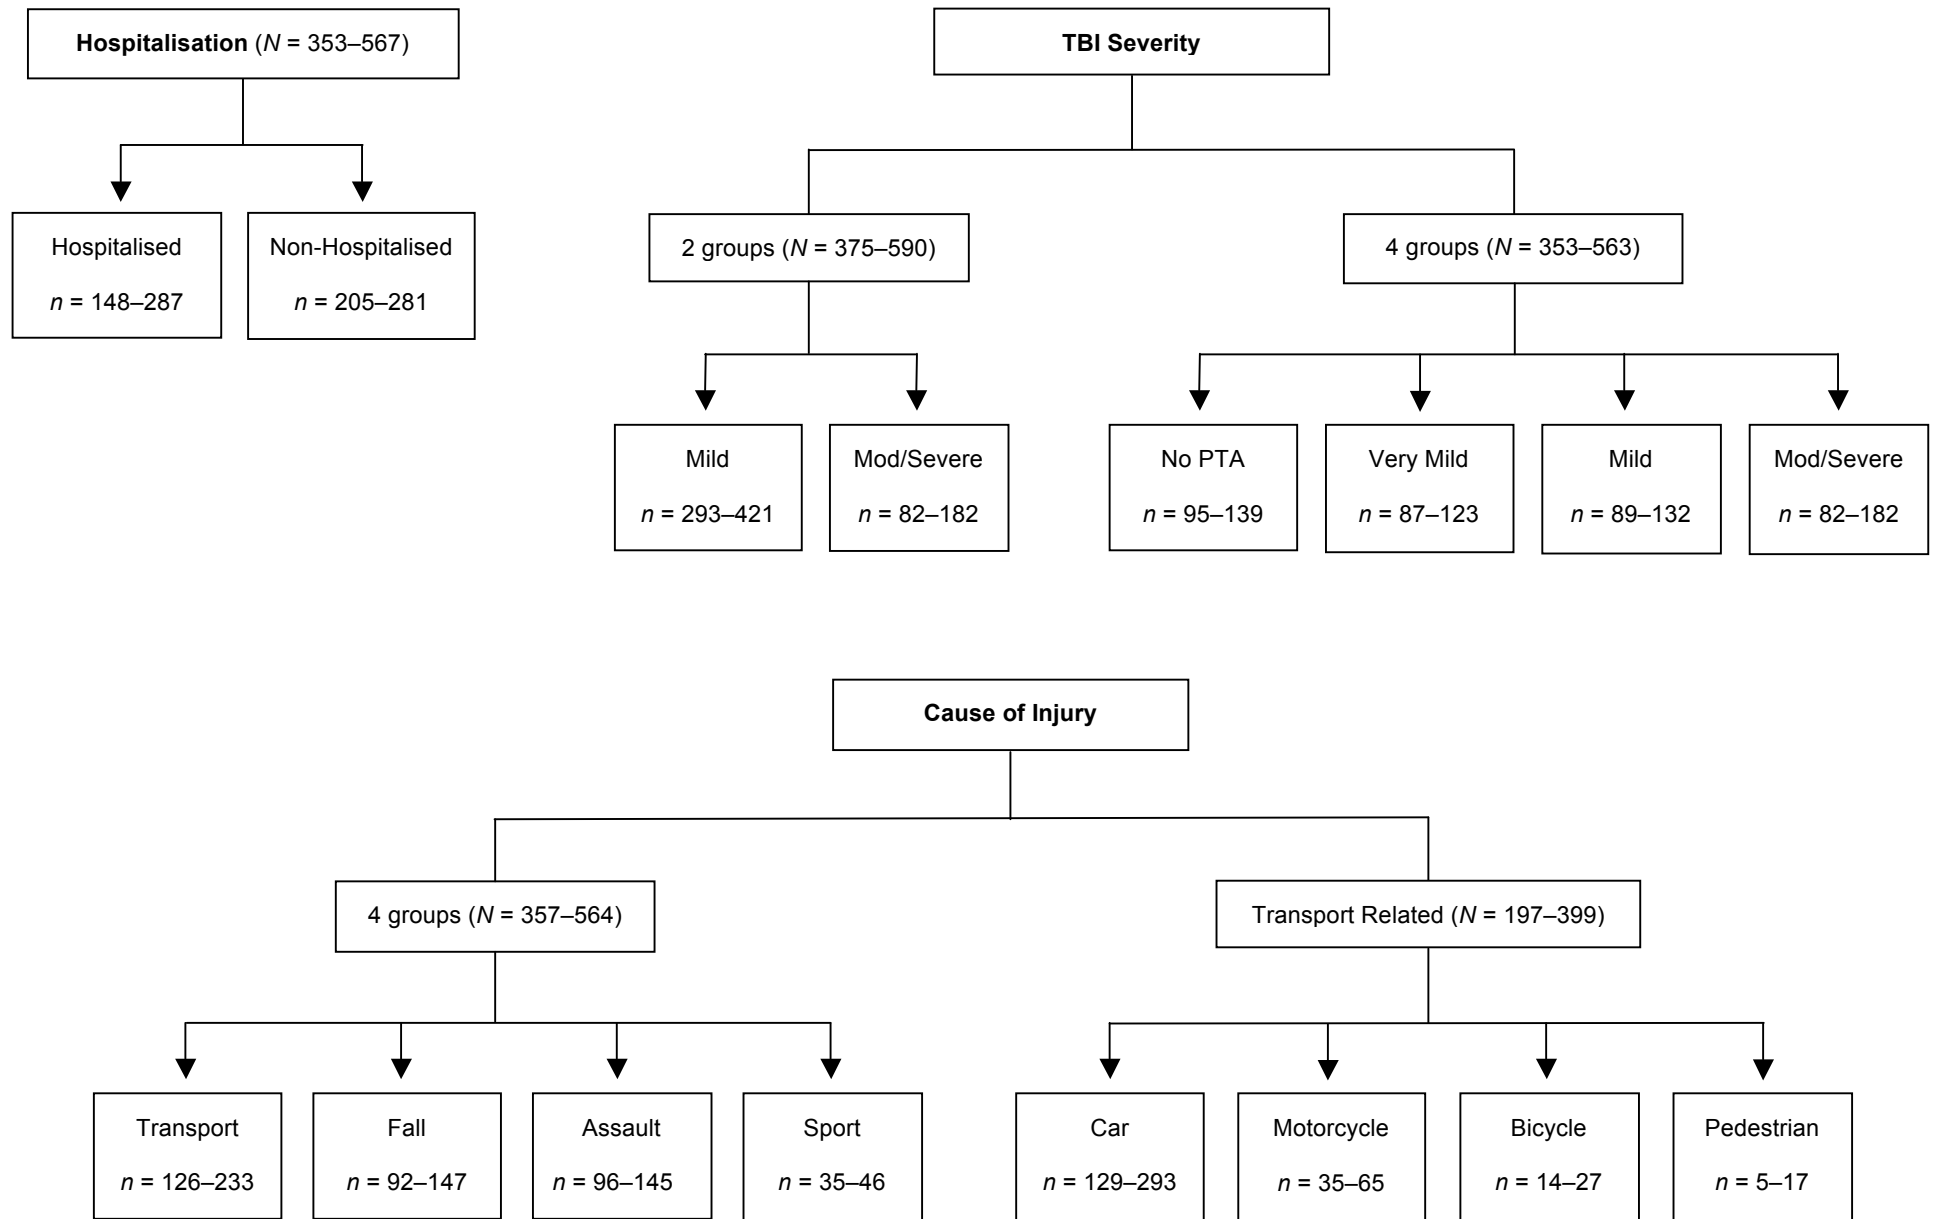 Hospitalisation (N = 353–567)
Hospitalised
n = 148–287
Non-Hospitalised
n = 205–281
TBI Severity
2 groups (N = 375–590)
Mild
n = 293–421
Mod/Severe
n = 82–182
4 groups (N = 353–563)
No PTA
n = 95–139
Very Mild
n = 87–123
Mild
n = 89–132
Mod/Severe
n = 82–182
Cause of Injury
4 groups (N = 357–564)
Transport
n = 126–233
Fall
n = 92–147
Assault
n = 96–145
Sport
n = 35–46
Transport Related (N = 197–399)
Car
n = 129–293
Motorcycle
n = 35–65
Bicycle
n = 14–27
Pedestrian
n = 5–17